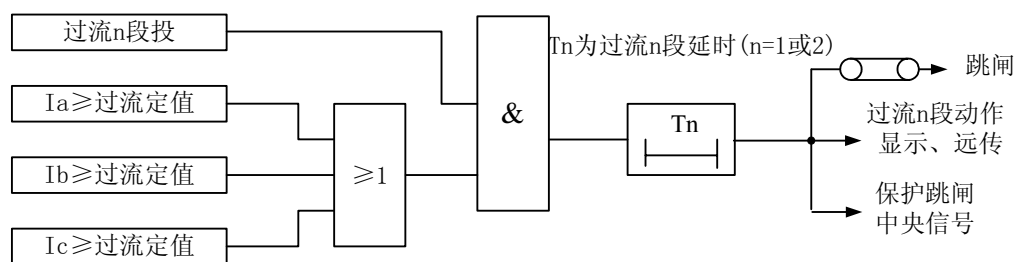 过流n段投
Tn为过流n段延时(n=1或2)
跳闸
Ia≥过流定值
&
Tn
过流n段动作
显示、远传
Ib≥过流定值
≥1
保护跳闸
中央信号
Ic≥过流定值